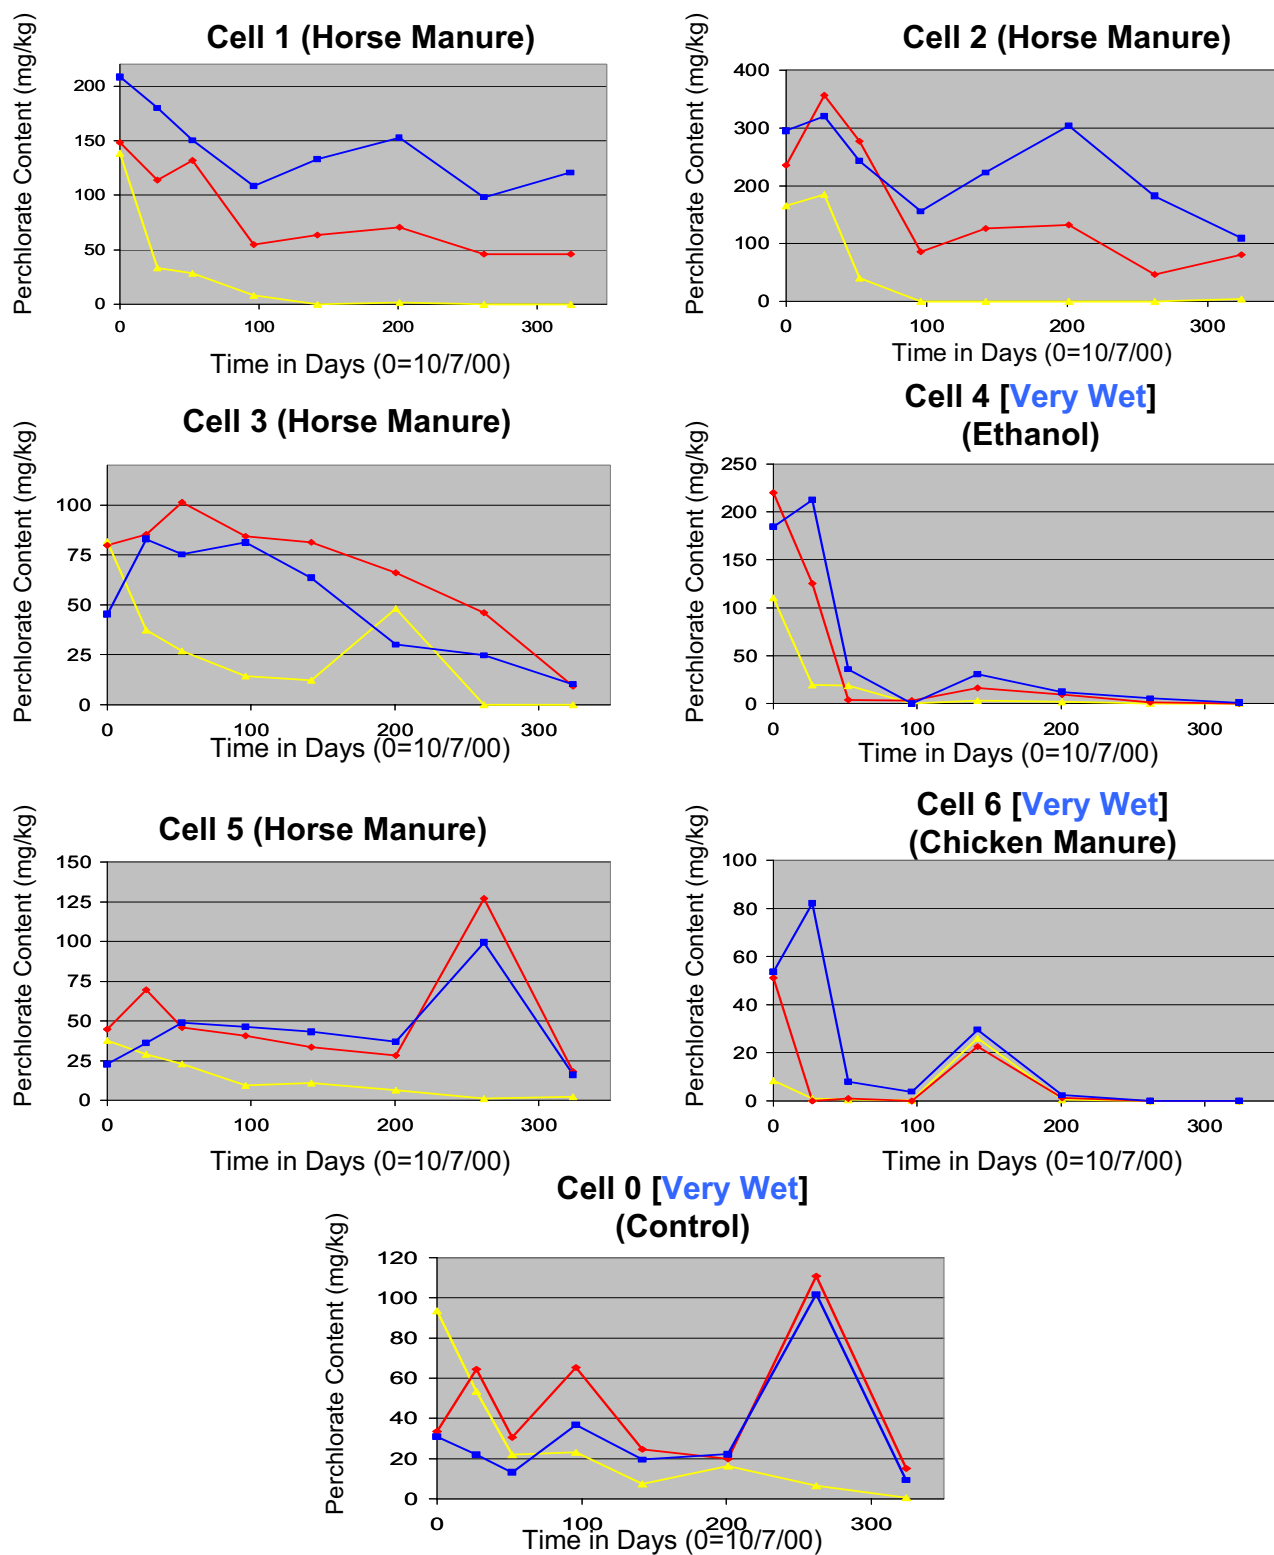 Cell 1 (Horse Manure)
Perchlorate Content (mg/kg)
200
150
100
50
0
0 100 200 300
Time in Days (0=10/7/00)
Cell 2 (Horse Manure)
Perchlorate Content (mg/kg)
400
300
200
100
0
0 100 200 300
Time in Days (0=10/7/00)
Cell 3 (Horse Manure)
Perchlorate Content (mg/kg)
100
75
50
25
0
0 100 200 300
Time in Days (0=10/7/00)
Cell 4 [Very Wet]
(Ethanol)
Perchlorate Content (mg/kg)
250
200
150
100
50
0
0 100 200 300
Time in Days (0=10/7/00)
Cell 5 (Horse Manure)
Perchlorate Content (mg/kg)
150
125
100
75
50
25
0
0 100 200 300
Time in Days (0=10/7/00)
Cell 6 [Very Wet]
(Chicken Manure)
Perchlorate Content (mg/kg)
100
80
60
40
20
0
0 100 200 300
Time in Days (0=10/7/00)
Cell 0 [Very Wet]
(Control)
Perchlorate Content (mg/kg)
120
100
80
60
40
20
0
0 100 200 300
Time in Days (0=10/7/00)